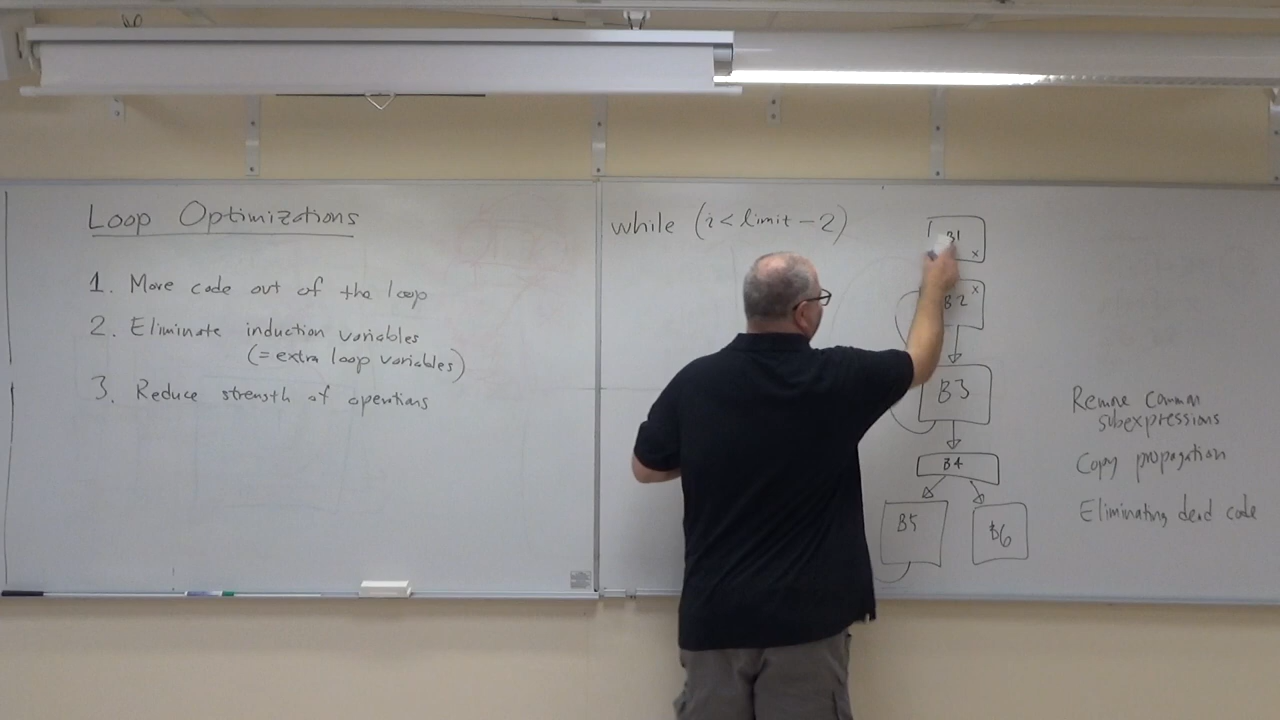 Loop Optimizations
1. Move code out of the loop
2. Eliminate induction variables
(= extra loop variables)
3. Reduce strength of operations
while (i < limit - 2)
B1
x
x
B2
B3
B4
B5
B6
Remove common
subexpressions
Copy propagation
Eliminating dead code